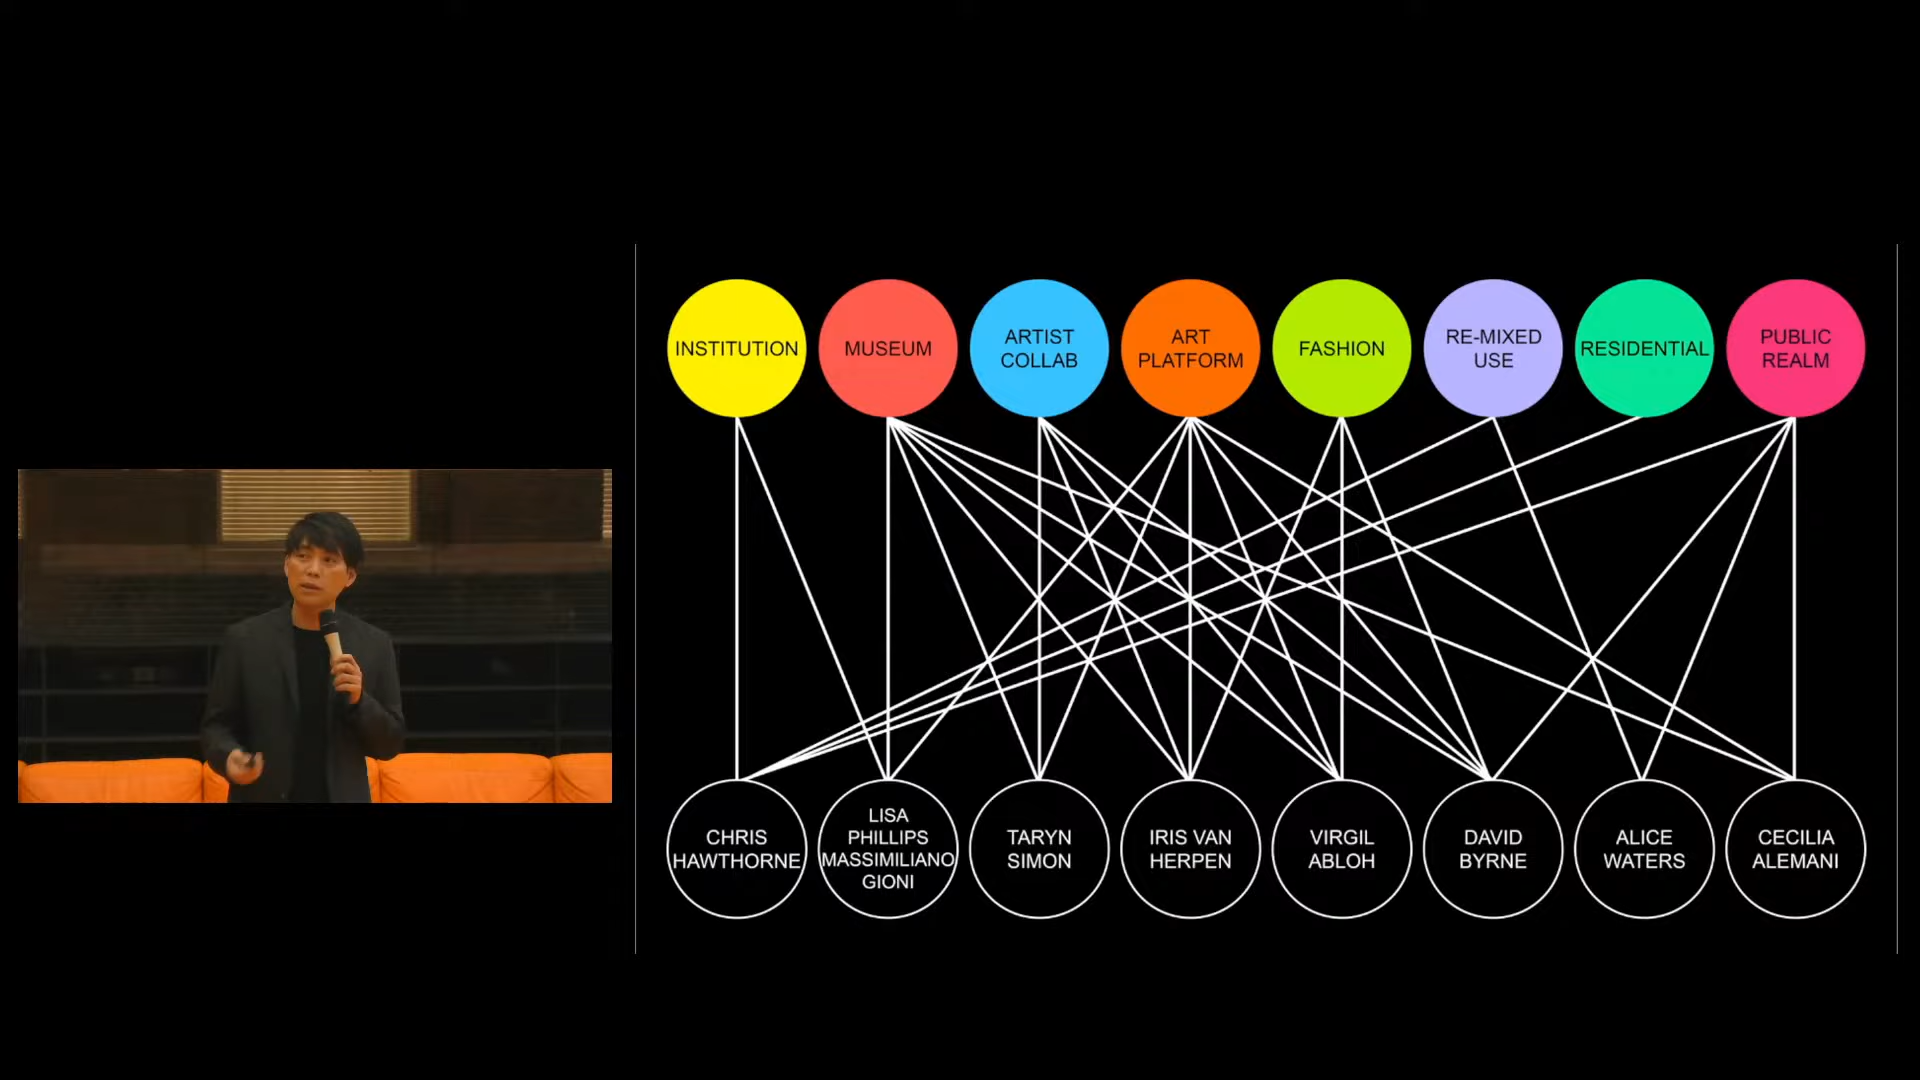 INSTITUTION
MUSEUM
ARTIST
COLLAB
ART
PLATFORM
FASHION
RE-MIXED
USE
RESIDENTIAL
PUBLIC
REALM
CHRIS
HAWTHORNE
LISA
PHILLIPS
MASSIMILIANO
GIONI
TARYN
SIMON
IRIS VAN
HERPEN
VIRGIL
ABLOH
DAVID
BYRNE
ALICE
WATERS
CECILIA
ALEMANI